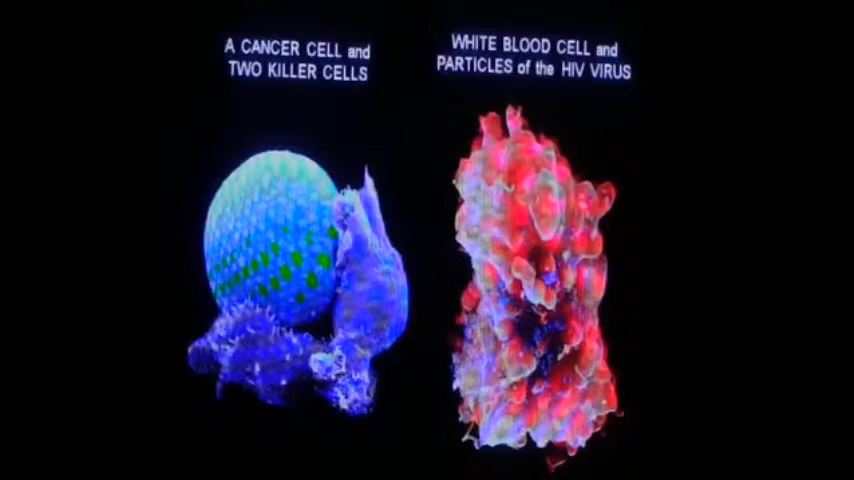 A CANCER CELL and
TWO KILLER CELLS
WHITE BLOOD CELL and
PARTICLES of the HIV VIRUS